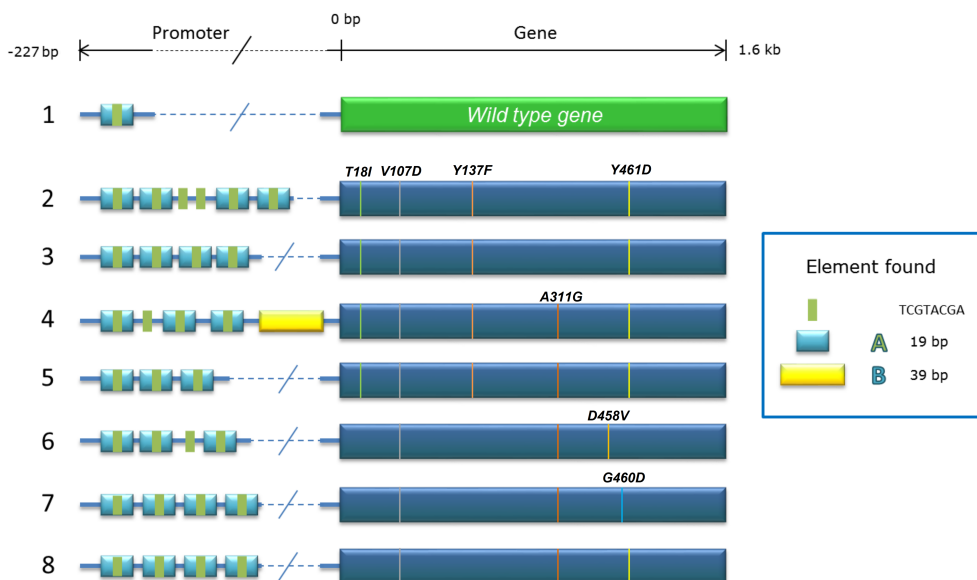 0 bp
Promoter
Gene
-227 bp
1.6 kb
1
Wild type gene
T18I V107D Y137F Y461D
2
3
A311G
4
5
D458V
6
G460D
7
8
Element found
TCGTACGA
A 19 bp
B 39 bp